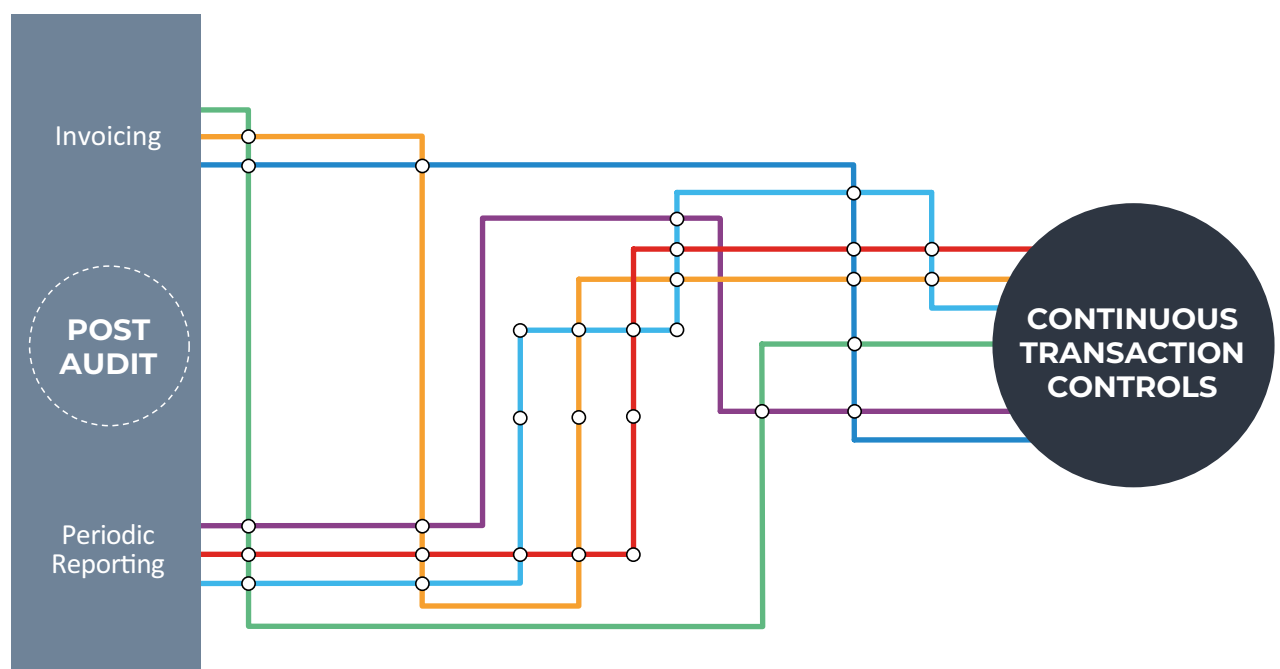 Invoicing
POST
AUDIT
Periodic
Reporting
CONTINUOUS
TRANSACTION
CONTROLS